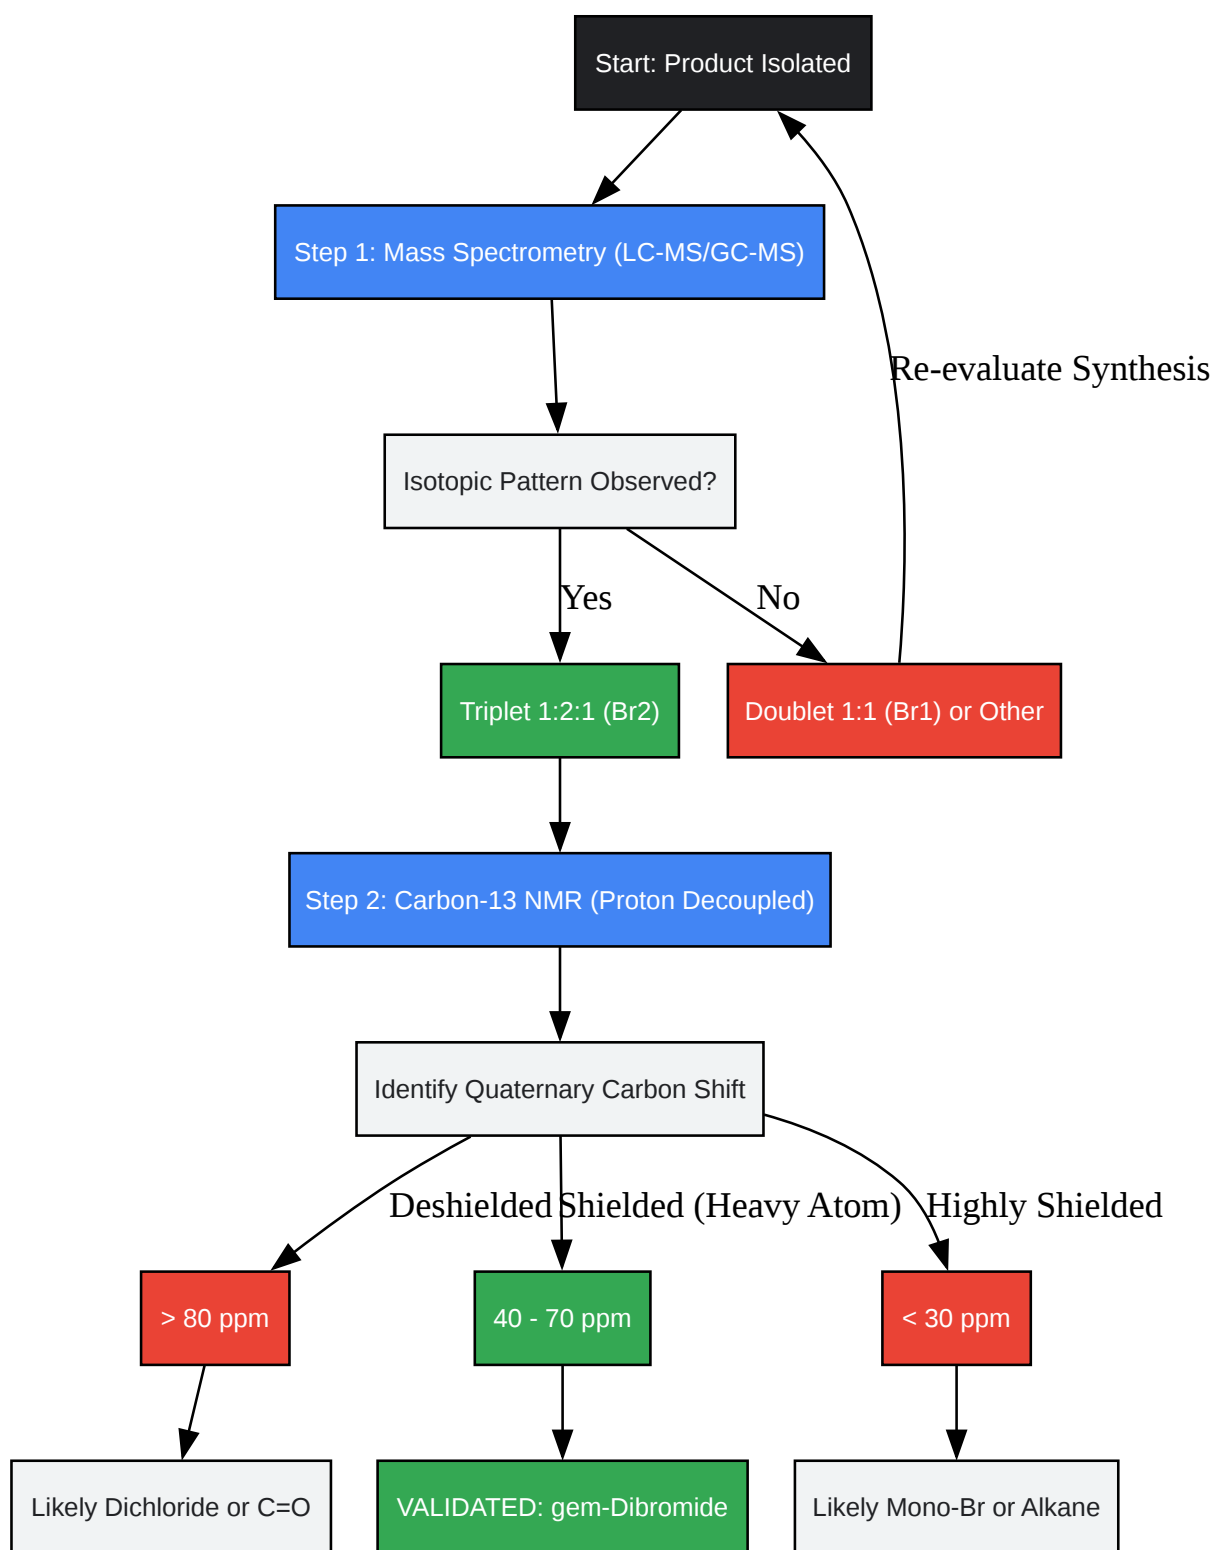 Start: Product Isolated
Step 1: Mass Spectrometry (LC-MS/GC-MS)
Re-evaluate Synthesis
Isotopic Pattern Observed?
Yes
No
Triplet 1:2:1 (Br2)
Doublet 1:1 (Br1) or Other
Step 2: Carbon-13 NMR (Proton Decoupled)
Identify Quaternary Carbon Shift
Deshielded
Shielded (Heavy Atom)
Highly Shielded
> 80 ppm
40 - 70 ppm
< 30 ppm
Likely Dichloride or C=O
VALIDATED: gem-Dibromide
Likely Mono-Br or Alkane